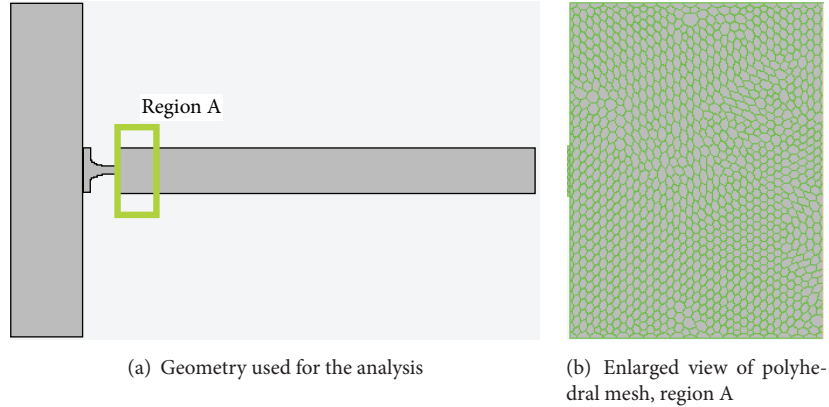 Region A
(a) Geometry used for the analysis
(b) Enlarged view of polyhe-
dral mesh, region A